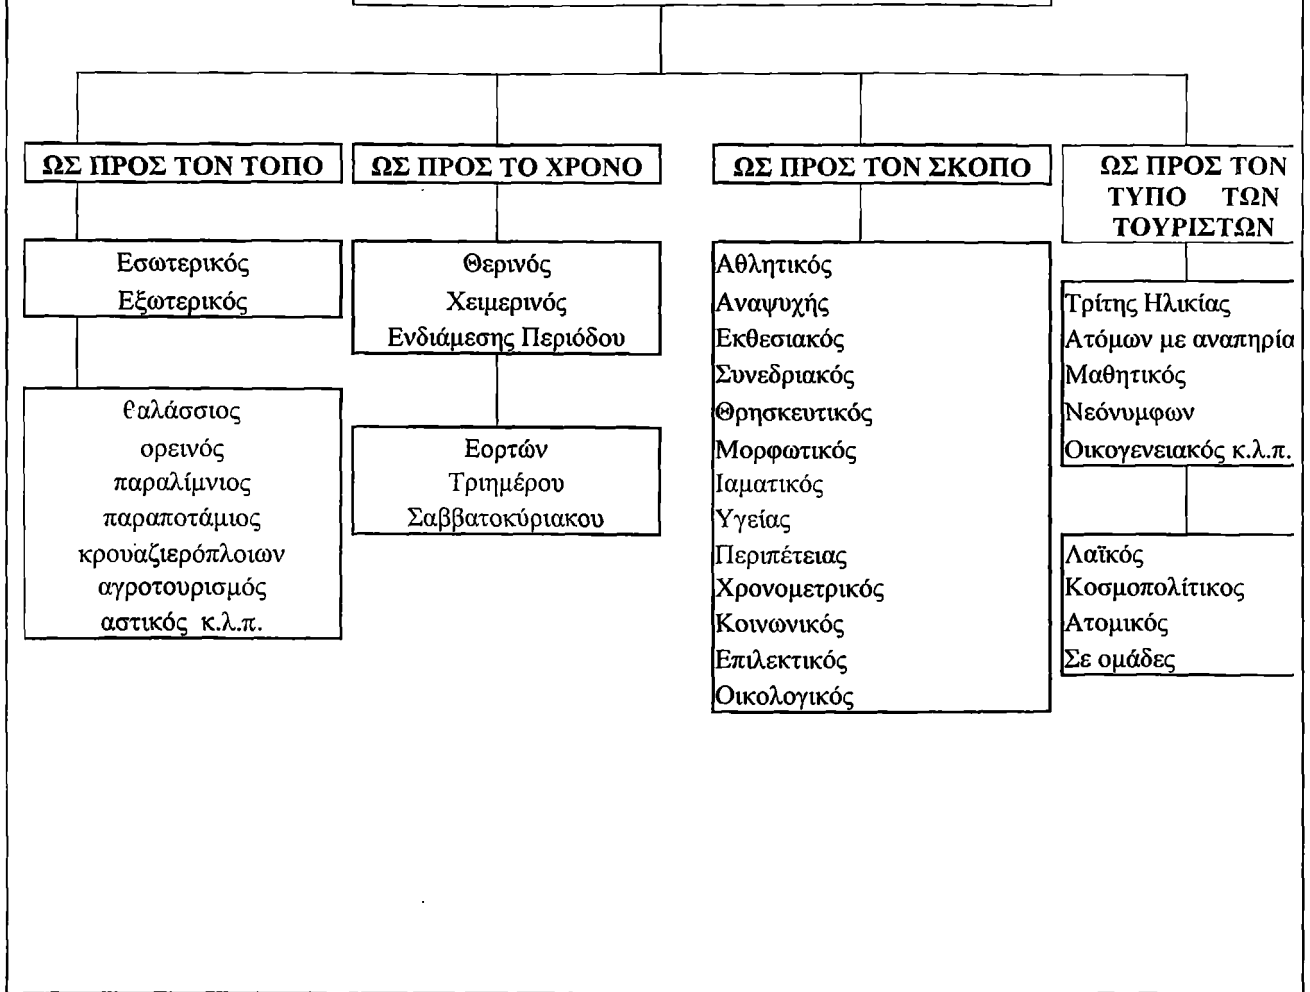 ΩΣ ΠΡΟΣ ΤΟΝ ΤΟΠΟ
Εσωτερικός
Εξωτερικός
θαλάσσιος
ορεινός
παραλίμνιος
παραποτάμιος
κρουαζιερόπλοιων
αγροτουρισμός
αστικός κ.λ.π.
ΩΣ ΠΡΟΣ ΤΟ ΧΡΟΝΟ
Θερινός
Χειμερινός
Ενδιάμεσης Περιόδου
Εορτών
Τριημέρου
Σαββατοκύριακου
ΩΣ ΠΡΟΣ ΤΟΝ ΣΚΟΠΟ
Αθλητικός
Αναψυχής
Εκθεσιακός
Συνεδριακός
Θρησκευτικός
Μορφωτικός
Ιαματικός
Υγείας
Περιπέτειας
Χρονομετρικός
Κοινωνικός
Επιλεκτικός
Οικολογικός
ΩΣ ΠΡΟΣ ΤΟΝ
ΤΥΠΟ ΤΩΝ
ΤΟΥΡΙΣΤΩΝ
Τρίτης Ηλικίας
Ατόμων με αναπηρία
Μαθητικός
Νεόνυμφων
Οικογενειακός κ.λ.π.
Λαϊκός
Κοσμοπολίτικος
Ατομικός
Σε ομάδες